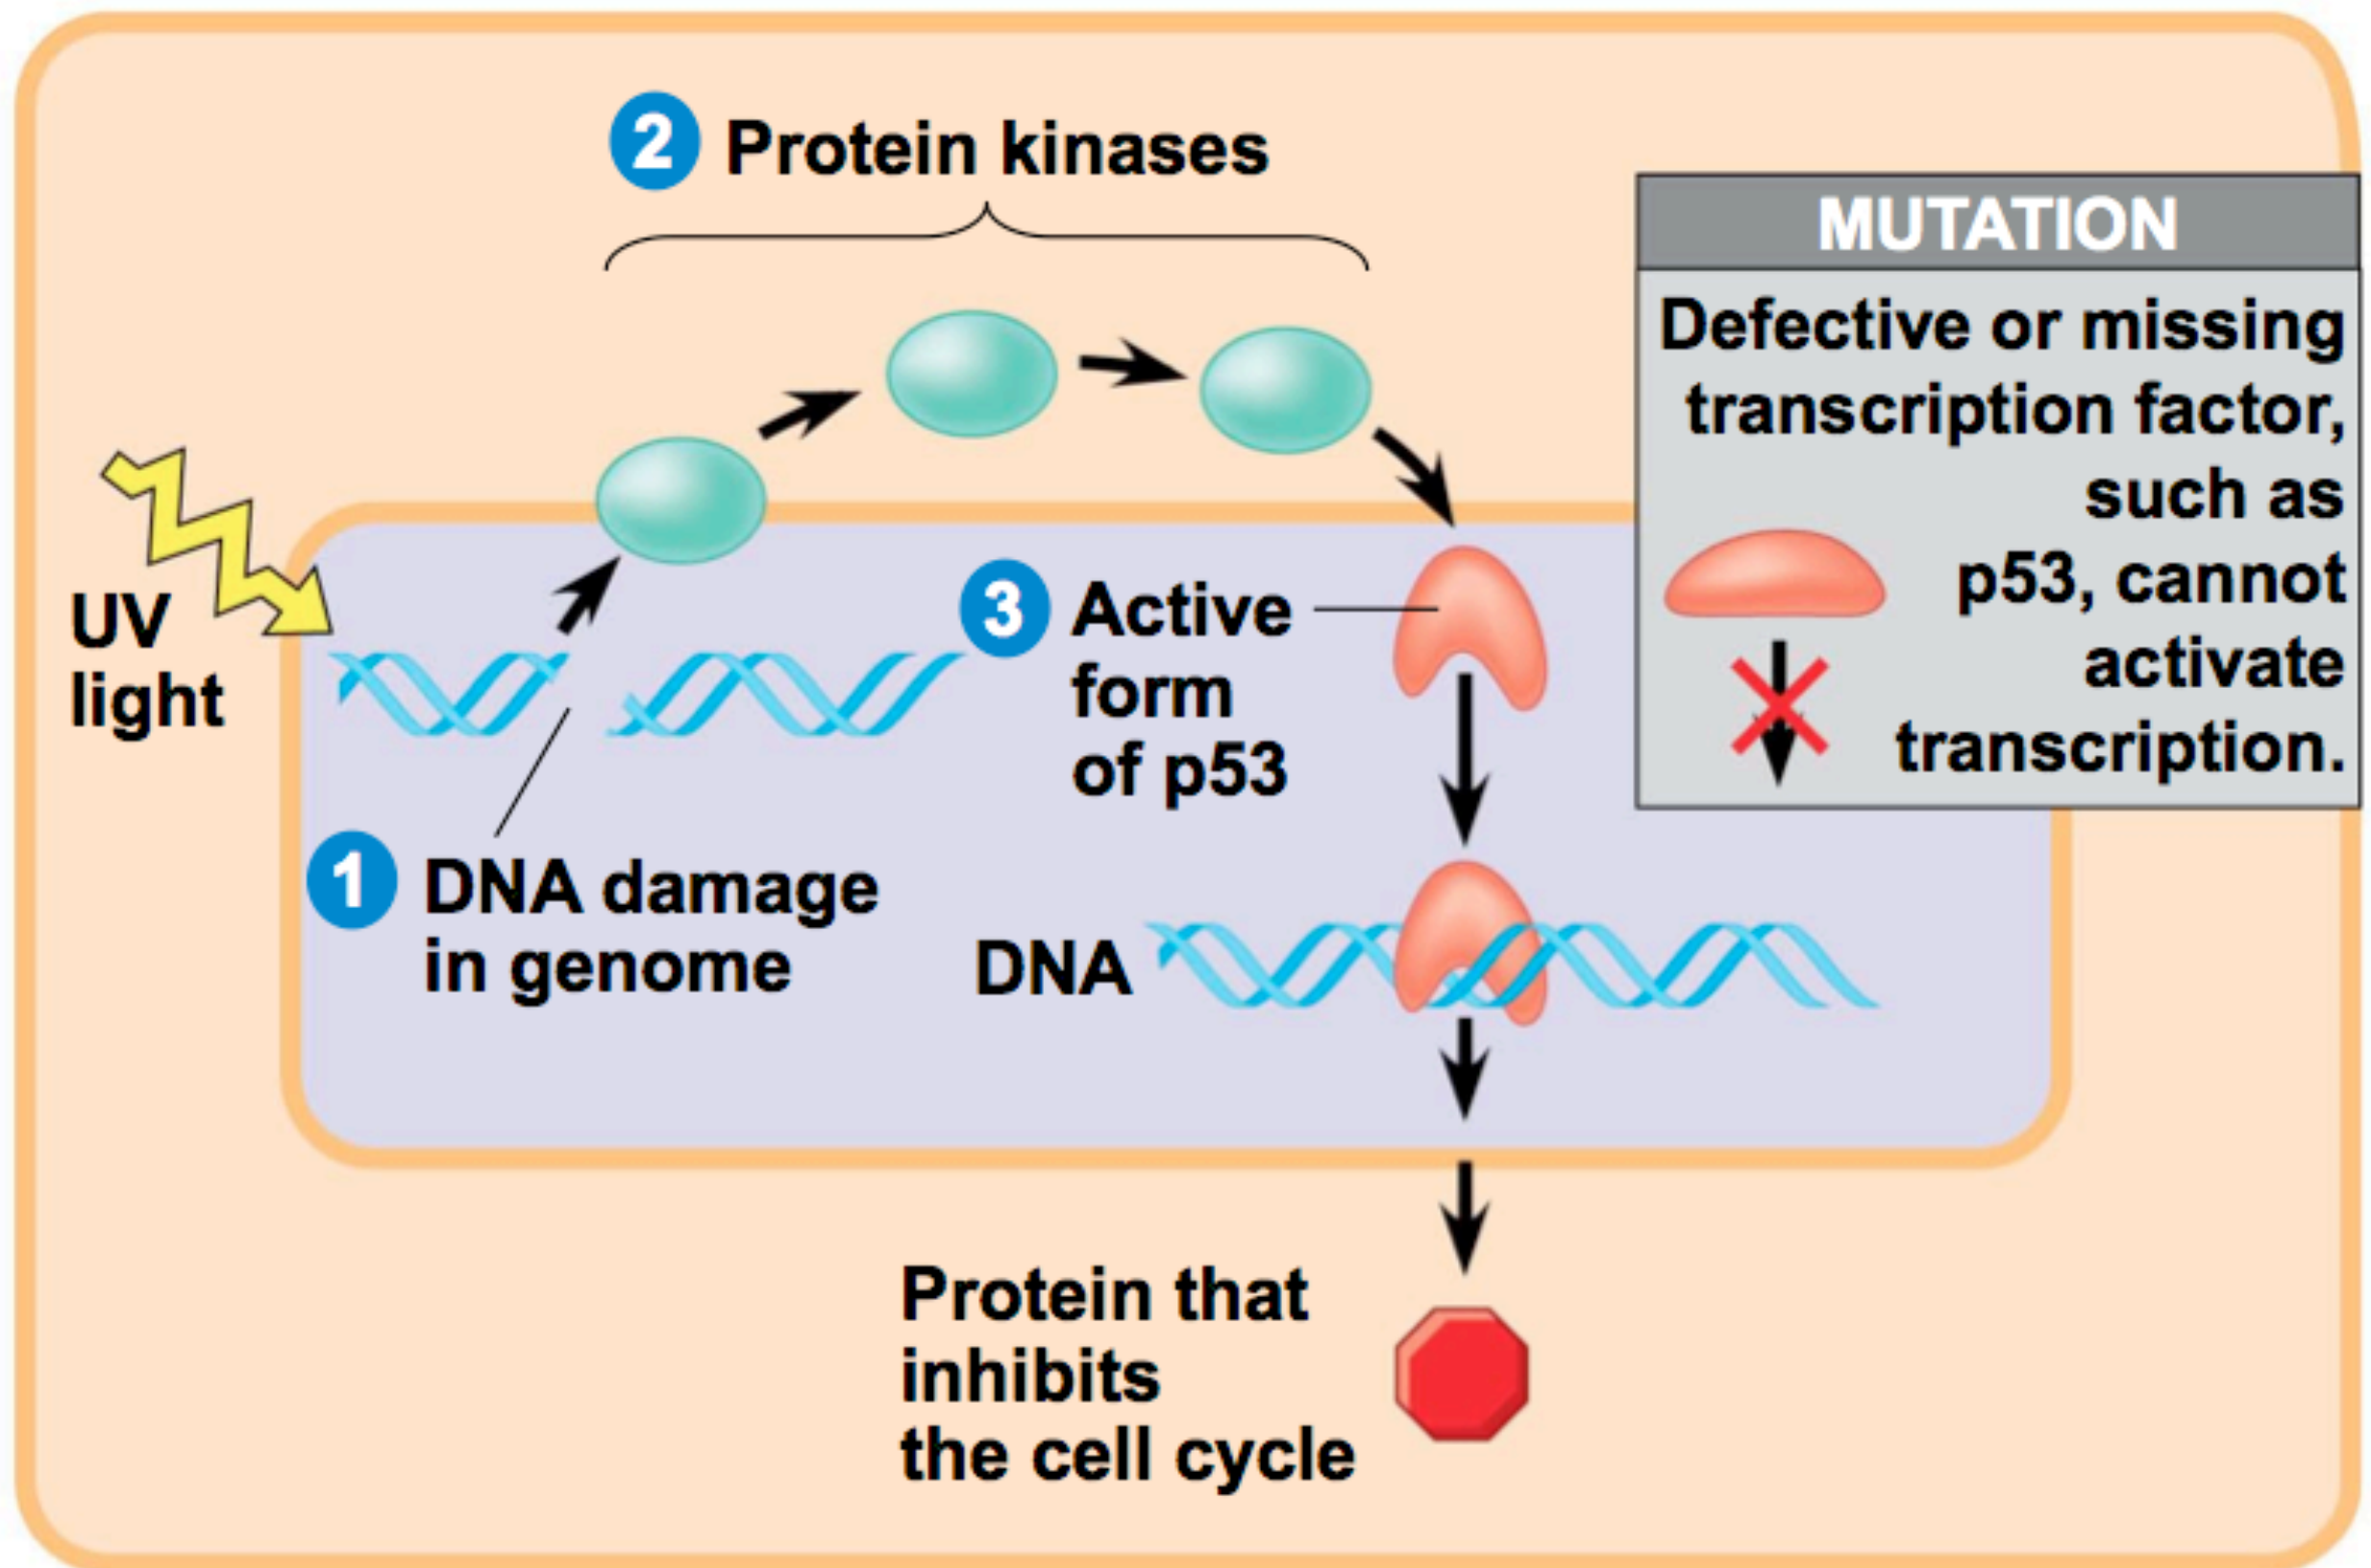 2 Protein kinases
MUTATION
Defective or missing
transcription factor,
such as
p53, cannot
activate
transcription.
UV
light
3 Active
form
of p53
1 DNA damage
in genome
DNA
Protein that
inhibits
the cell cycle